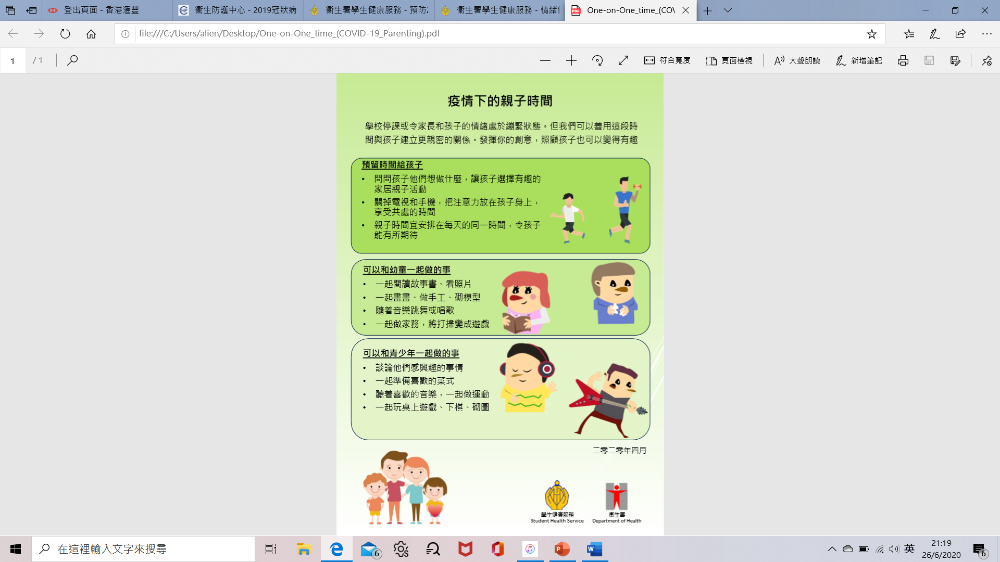 登出頁面 - 香港滙豐
衞生防護中心 - 2019冠狀病
衞生署學生健康服務 - 預防2
衞生署學生健康服務 - 情緒
One-on-One_time_(CO
file:///C:/Users/alien/Desktop/One-on-One_time_(COVID-19_Parenting).pdf
1 / 1
符合寬度
頁面檢視
大聲朗讀
新增筆記
疫情下的親子時間
學校停課或令家長和孩子的情緒處於繃緊狀態。但我們可以善用這段時
間與孩子建立更親密的關係。發揮你的創意，照顧孩子也可以變得有趣
預留時間給孩子
• 問問孩子他們想做什麼，讓孩子選擇有趣的
家居親子活動
• 關掉電視和手機，把注意力放在孩子身上，
享受共處的時間
• 親子時間宜安排在每天的同一時間，令孩子
能有所期待
可以和幼童一起做的事
• 一起閱讀故事書、看照片
• 一起畫畫、做手工、砌模型
• 隨着音樂跳舞或唱歌
• 一起做家務，將打掃變成遊戲
可以和青少年一起做的事
• 談論他們感興趣的事情
• 一起準備喜歡的菜式
• 聽着喜歡的音樂，一起做運動
• 一起玩桌上遊戲、下棋、砌圖
二零二零年四月
學生健康服務
Student Health Service
衞生署
Department of Health
在這裡輸入文字來搜尋
6
P
W
英
21:19
26/6/2020
6